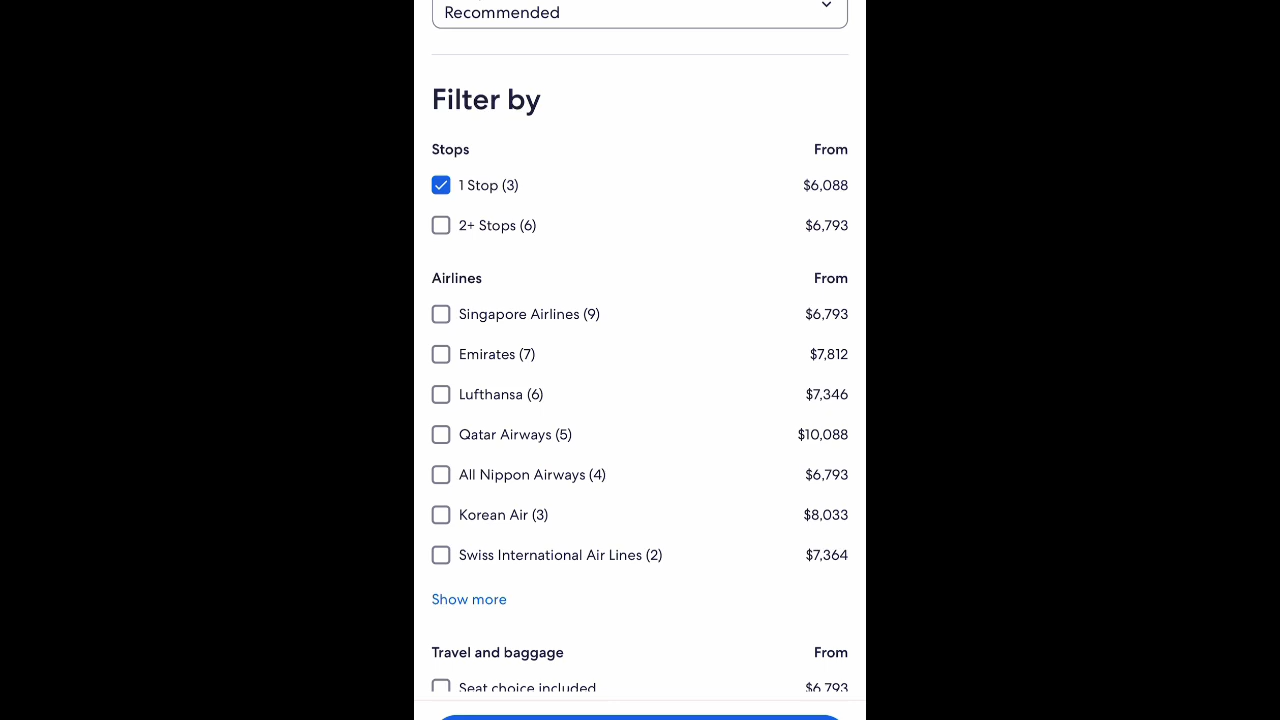 Recommended
Filter by
Stops From
1 Stop (3) $6,088
2+ Stops (6) $6,793
Airlines From
Singapore Airlines (9) $6,793
Emirates (7) $7,812
Lufthansa (6) $7,346
Qatar Airways (5) $10,088
All Nippon Airways (4) $6,793
Korean Air (3) $8,033
Swiss International Air Lines (2) $7,364
Show more
Travel and baggage From
Seat choice included $6,793